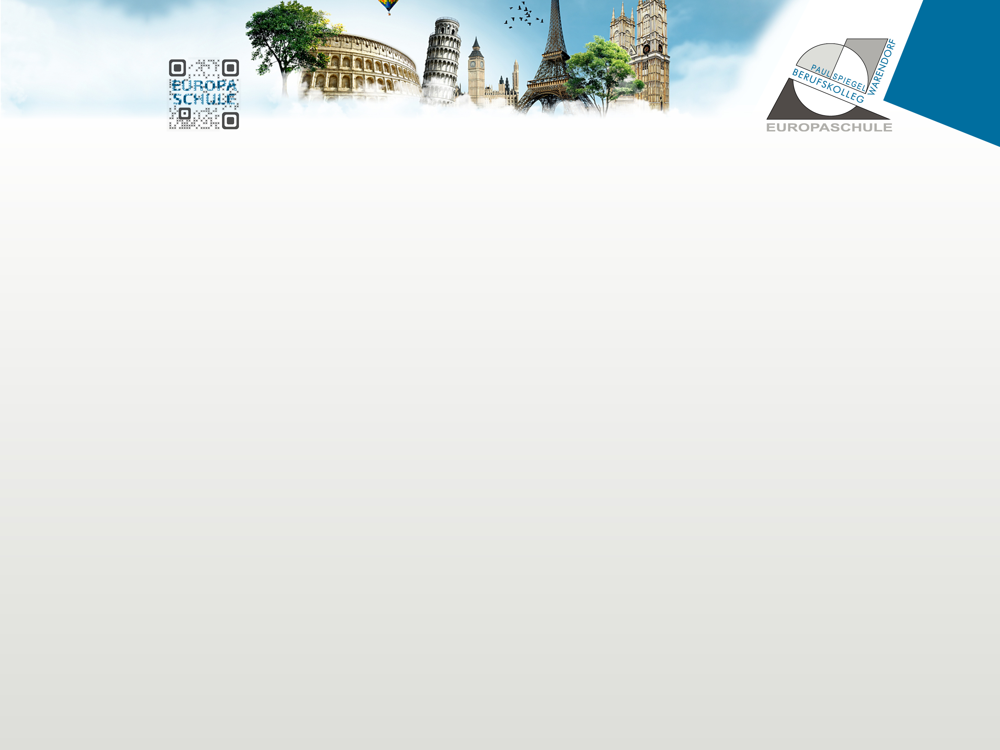 EUROPA
SCHULE
PAUL SPIEGEL
BERUFSKOLLEG
WARENDORF
EUROPASCHULE